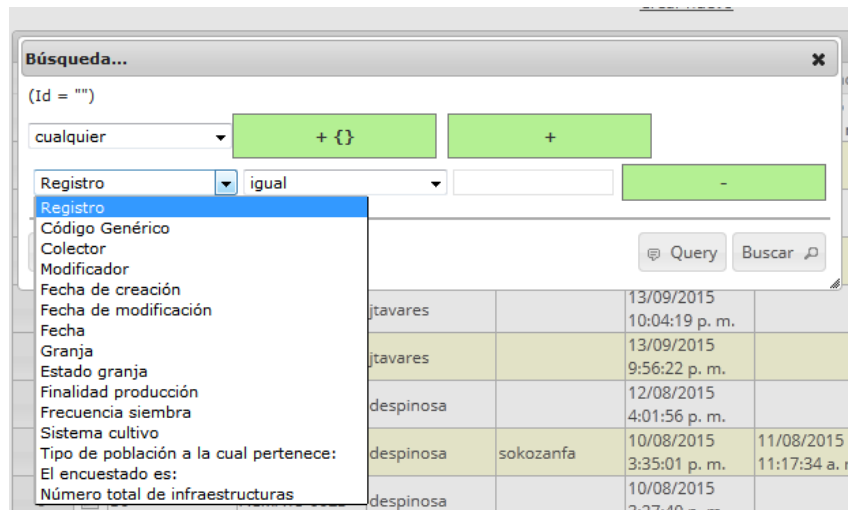 Búsqueda...
(Id = "")
cualquier + {} +
Registro igual -
Registro
Código Genérico
Colector
Modificador
Fecha de creación
Fecha de modificación
Fecha
Granja
Estado granja
Finalidad producción
Frecuencia siembra
Sistema cultivo
Tipo de población a la cual pertenece:
El encuestado es:
Número total de infraestructuras
Query Buscar
jtavares 13/09/2015
10:04:19 p. m.
jtavares 13/09/2015
9:56:22 p. m.
despinosa 12/08/2015
4:01:56 p. m.
despinosa sokozanfa 10/08/2015 11/08/2015
3:35:01 p. m. 11:17:34 a.
despinosa 10/08/2015